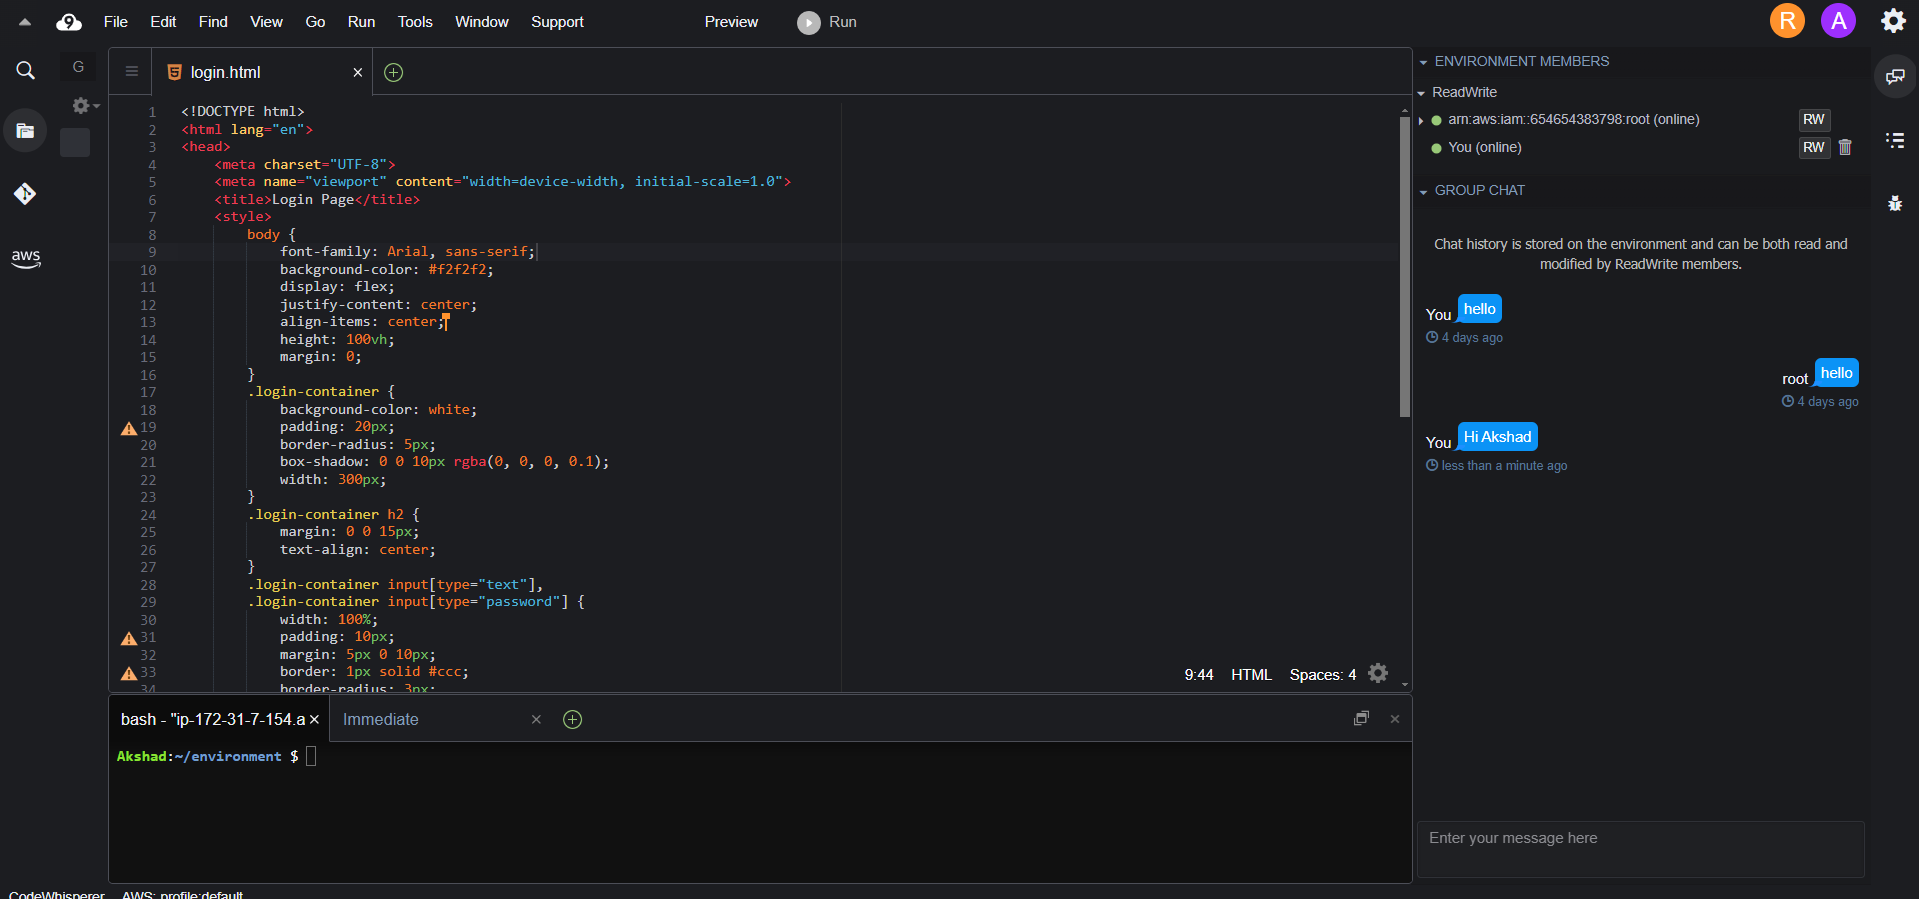 9 File Edit Find View Go Run Tools Window Support Preview Run R A
G
login.html
1 <!DOCTYPE html>
2 <html lang="en">
3 <head>
4 <meta charset="UTF-8">
5 <meta name="viewport" content="width=device-width, initial-scale=1.0">
6 <title>Login Page</title>
7 <style>
8 body {
9 font-family: Arial, sans-serif;
10 background-color: #f2f2f2;
11 display: flex;
12 justify-content: center;
13 align-items: center;
14 height: 100vh;
15 margin: 0;
16 }
17 .login-container {
18 background-color: white;
19 padding: 20px;
20 border-radius: 5px;
21 box-shadow: 0 0 10px rgba(0, 0, 0, 0.1);
22 width: 300px;
23 }
24 .login-container h2 {
25 margin: 0 0 15px;
26 text-align: center;
27 }
28 .login-container input[type="text"],
29 .login-container input[type="password"] {
30 width: 100%;
31 padding: 10px;
32 margin: 5px 0 10px;
33 border: 1px solid #ccc;
34 border-radius: 3px;
9:44 HTML Spaces: 4
aws
bash - "ip-172-31-7-154.a Immediate
Akshad:~/environment $
ENVIRONMENT MEMBERS
ReadWrite
arn:aws:iam::654654383798:root (online) RW
You (online) RW
GROUP CHAT
Chat history is stored on the environment and can be both read and
modified by ReadWrite members.
You hello
4 days ago
root hello
4 days ago
You Hi Akshad
less than a minute ago
Enter your message here
CodeWhisperer AWS: profile:default